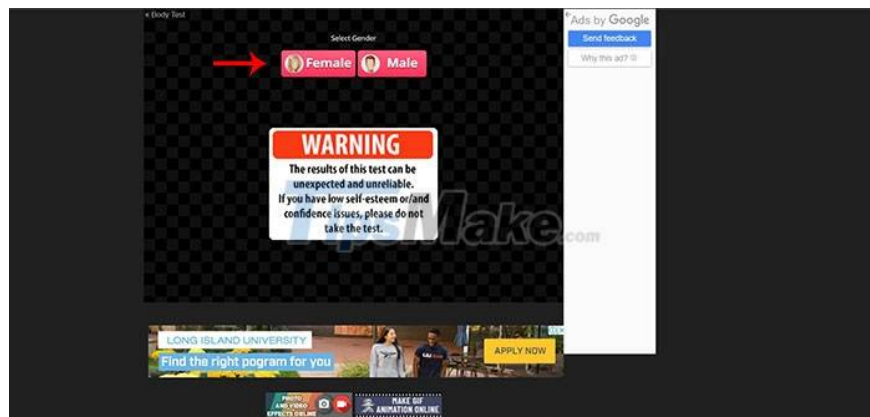 < Body Test
Select Gender
Female
Male
WARNING
The results of this test can be
unexpected and unreliable.
If you have low self-esteem or/and
confidence issues, please do not
take the test.
TipsMake.com
Ads by Google
Send feedback
Why this ad?
LONG ISLAND UNIVERSITY
Find the right pogram for you
APPLY NOW
PHOTO
AND VIDEO
EFFECTS ONLINE
MAKE GIF
ANIMATION ONLINE